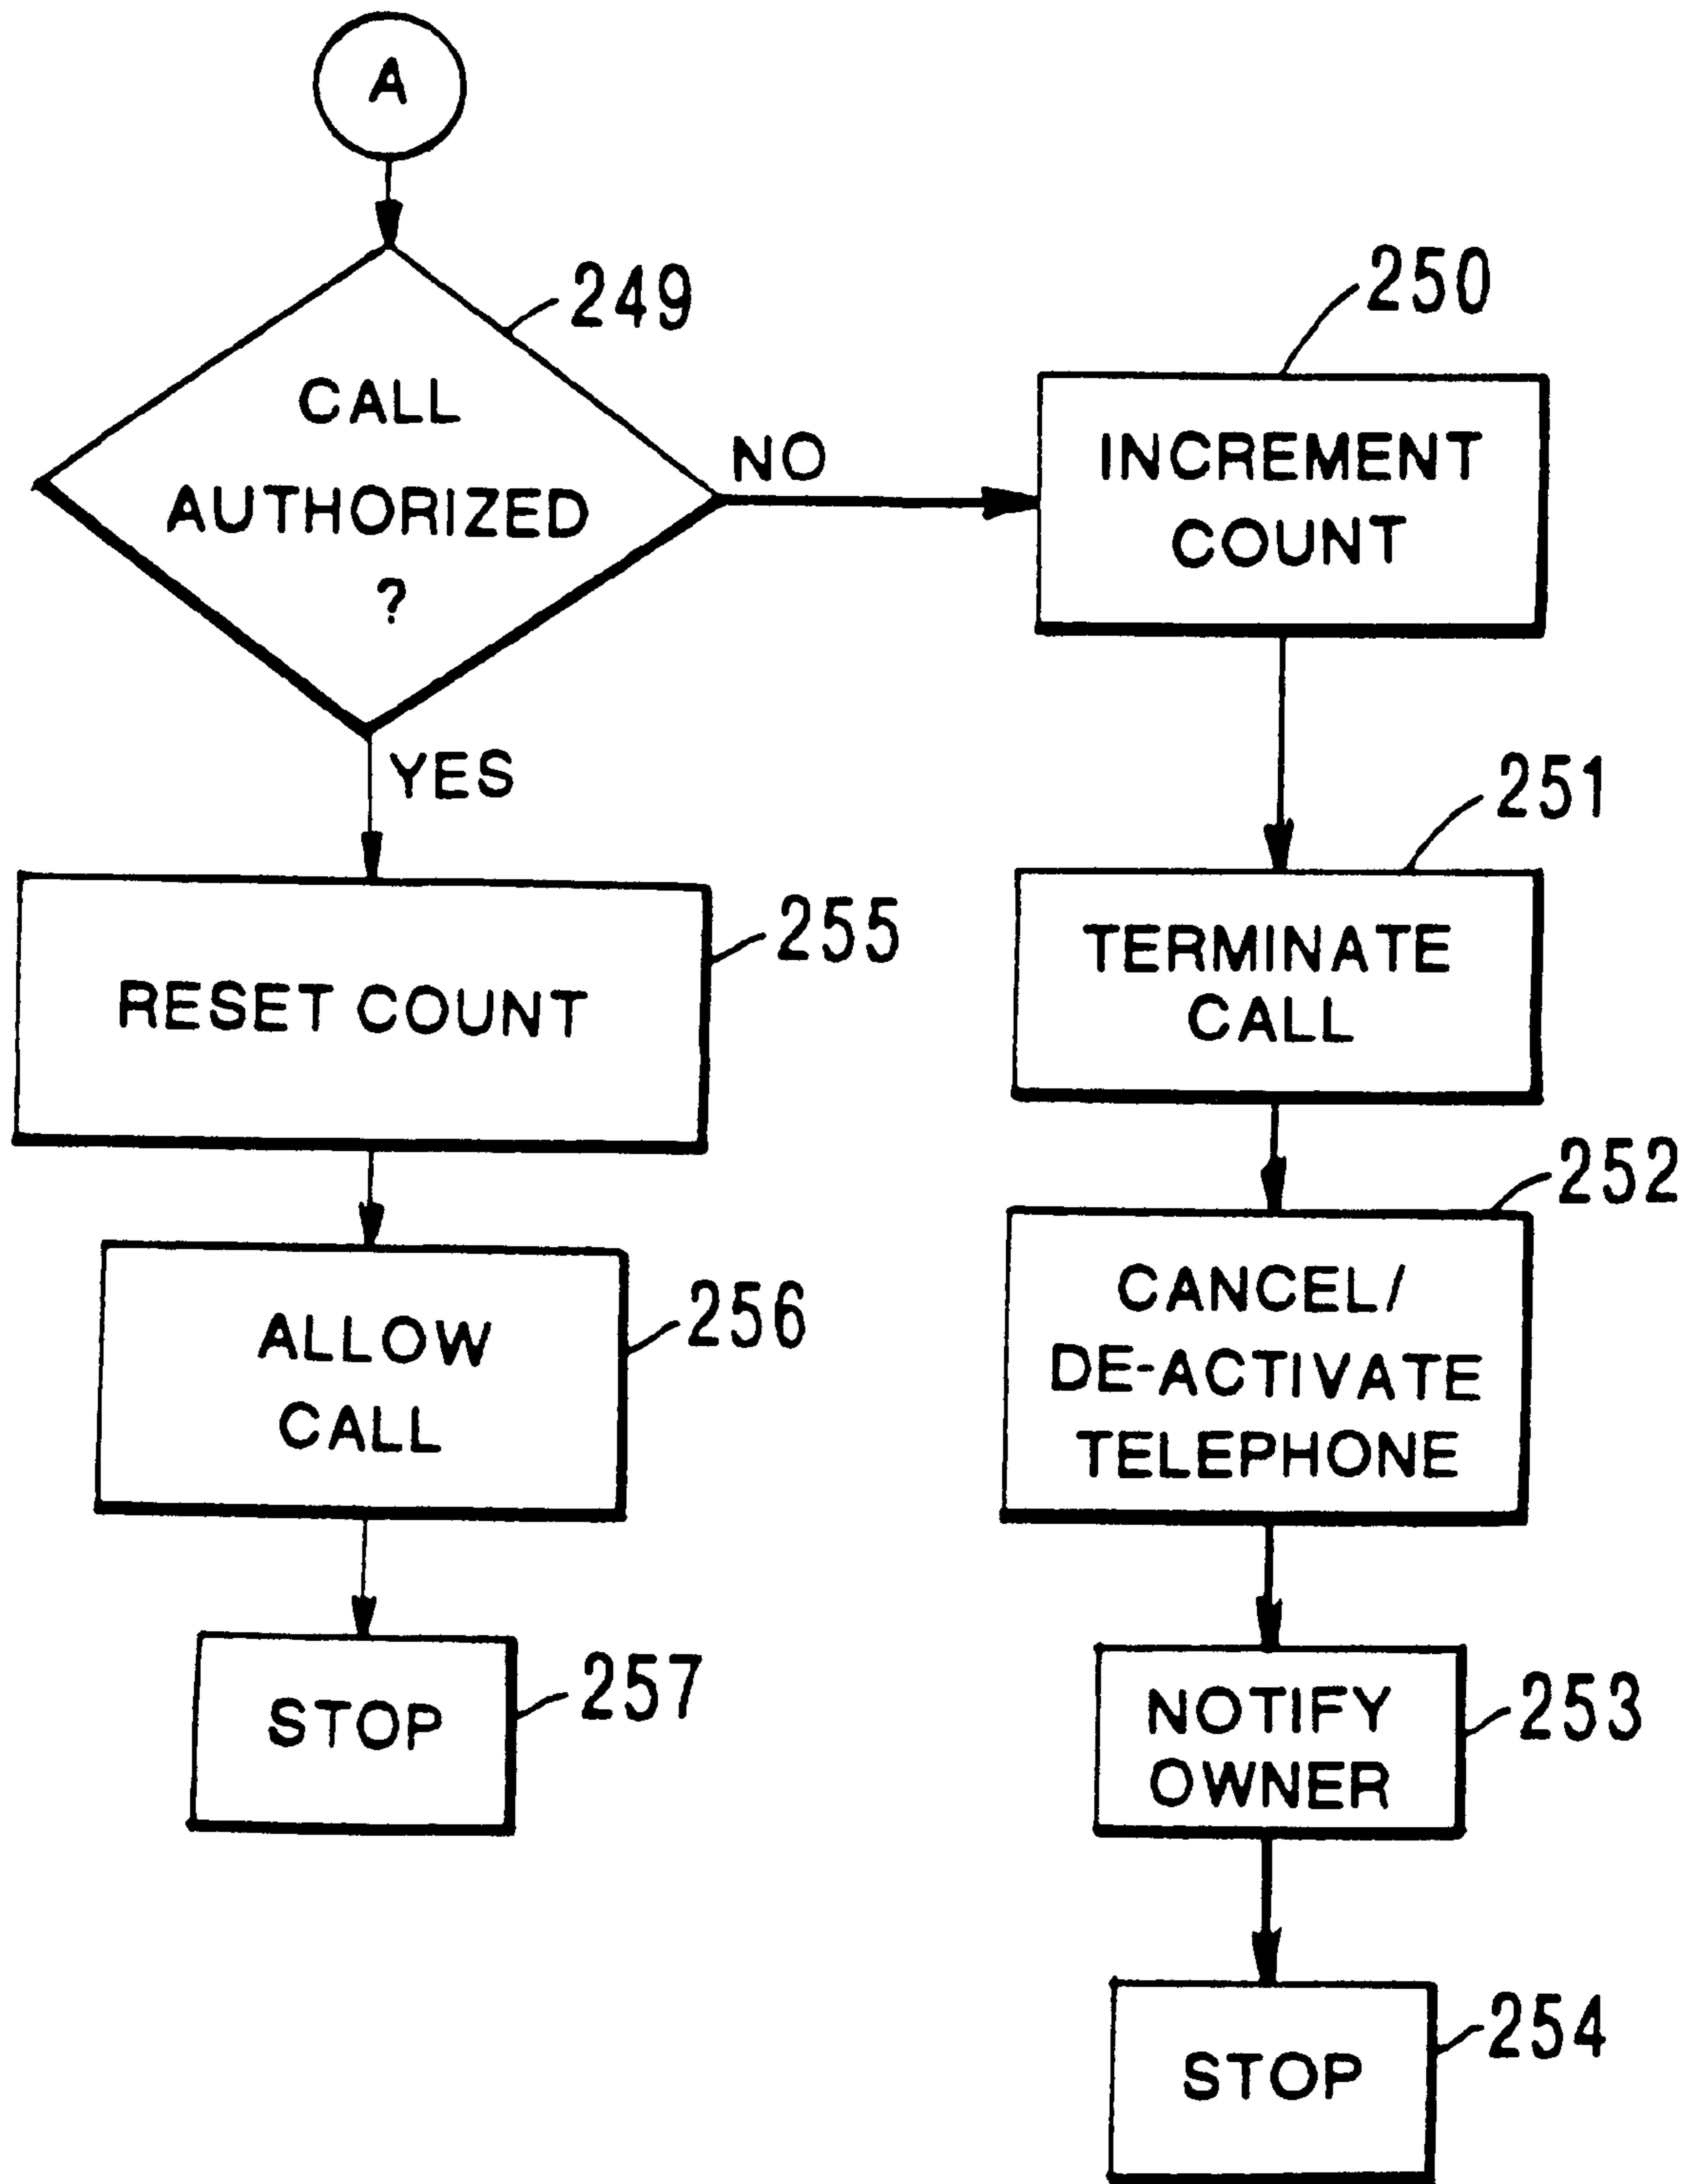 A
249
CALL
AUTHORIZED
?
NO
YES
250
INCREMENT
COUNT
251
TERMINATE
CALL
252
CANCEL/
DE-ACTIVATE
TELEPHONE
253
NOTIFY
OWNER
254
STOP
255
RESET COUNT
256
ALLOW
CALL
257
STOP